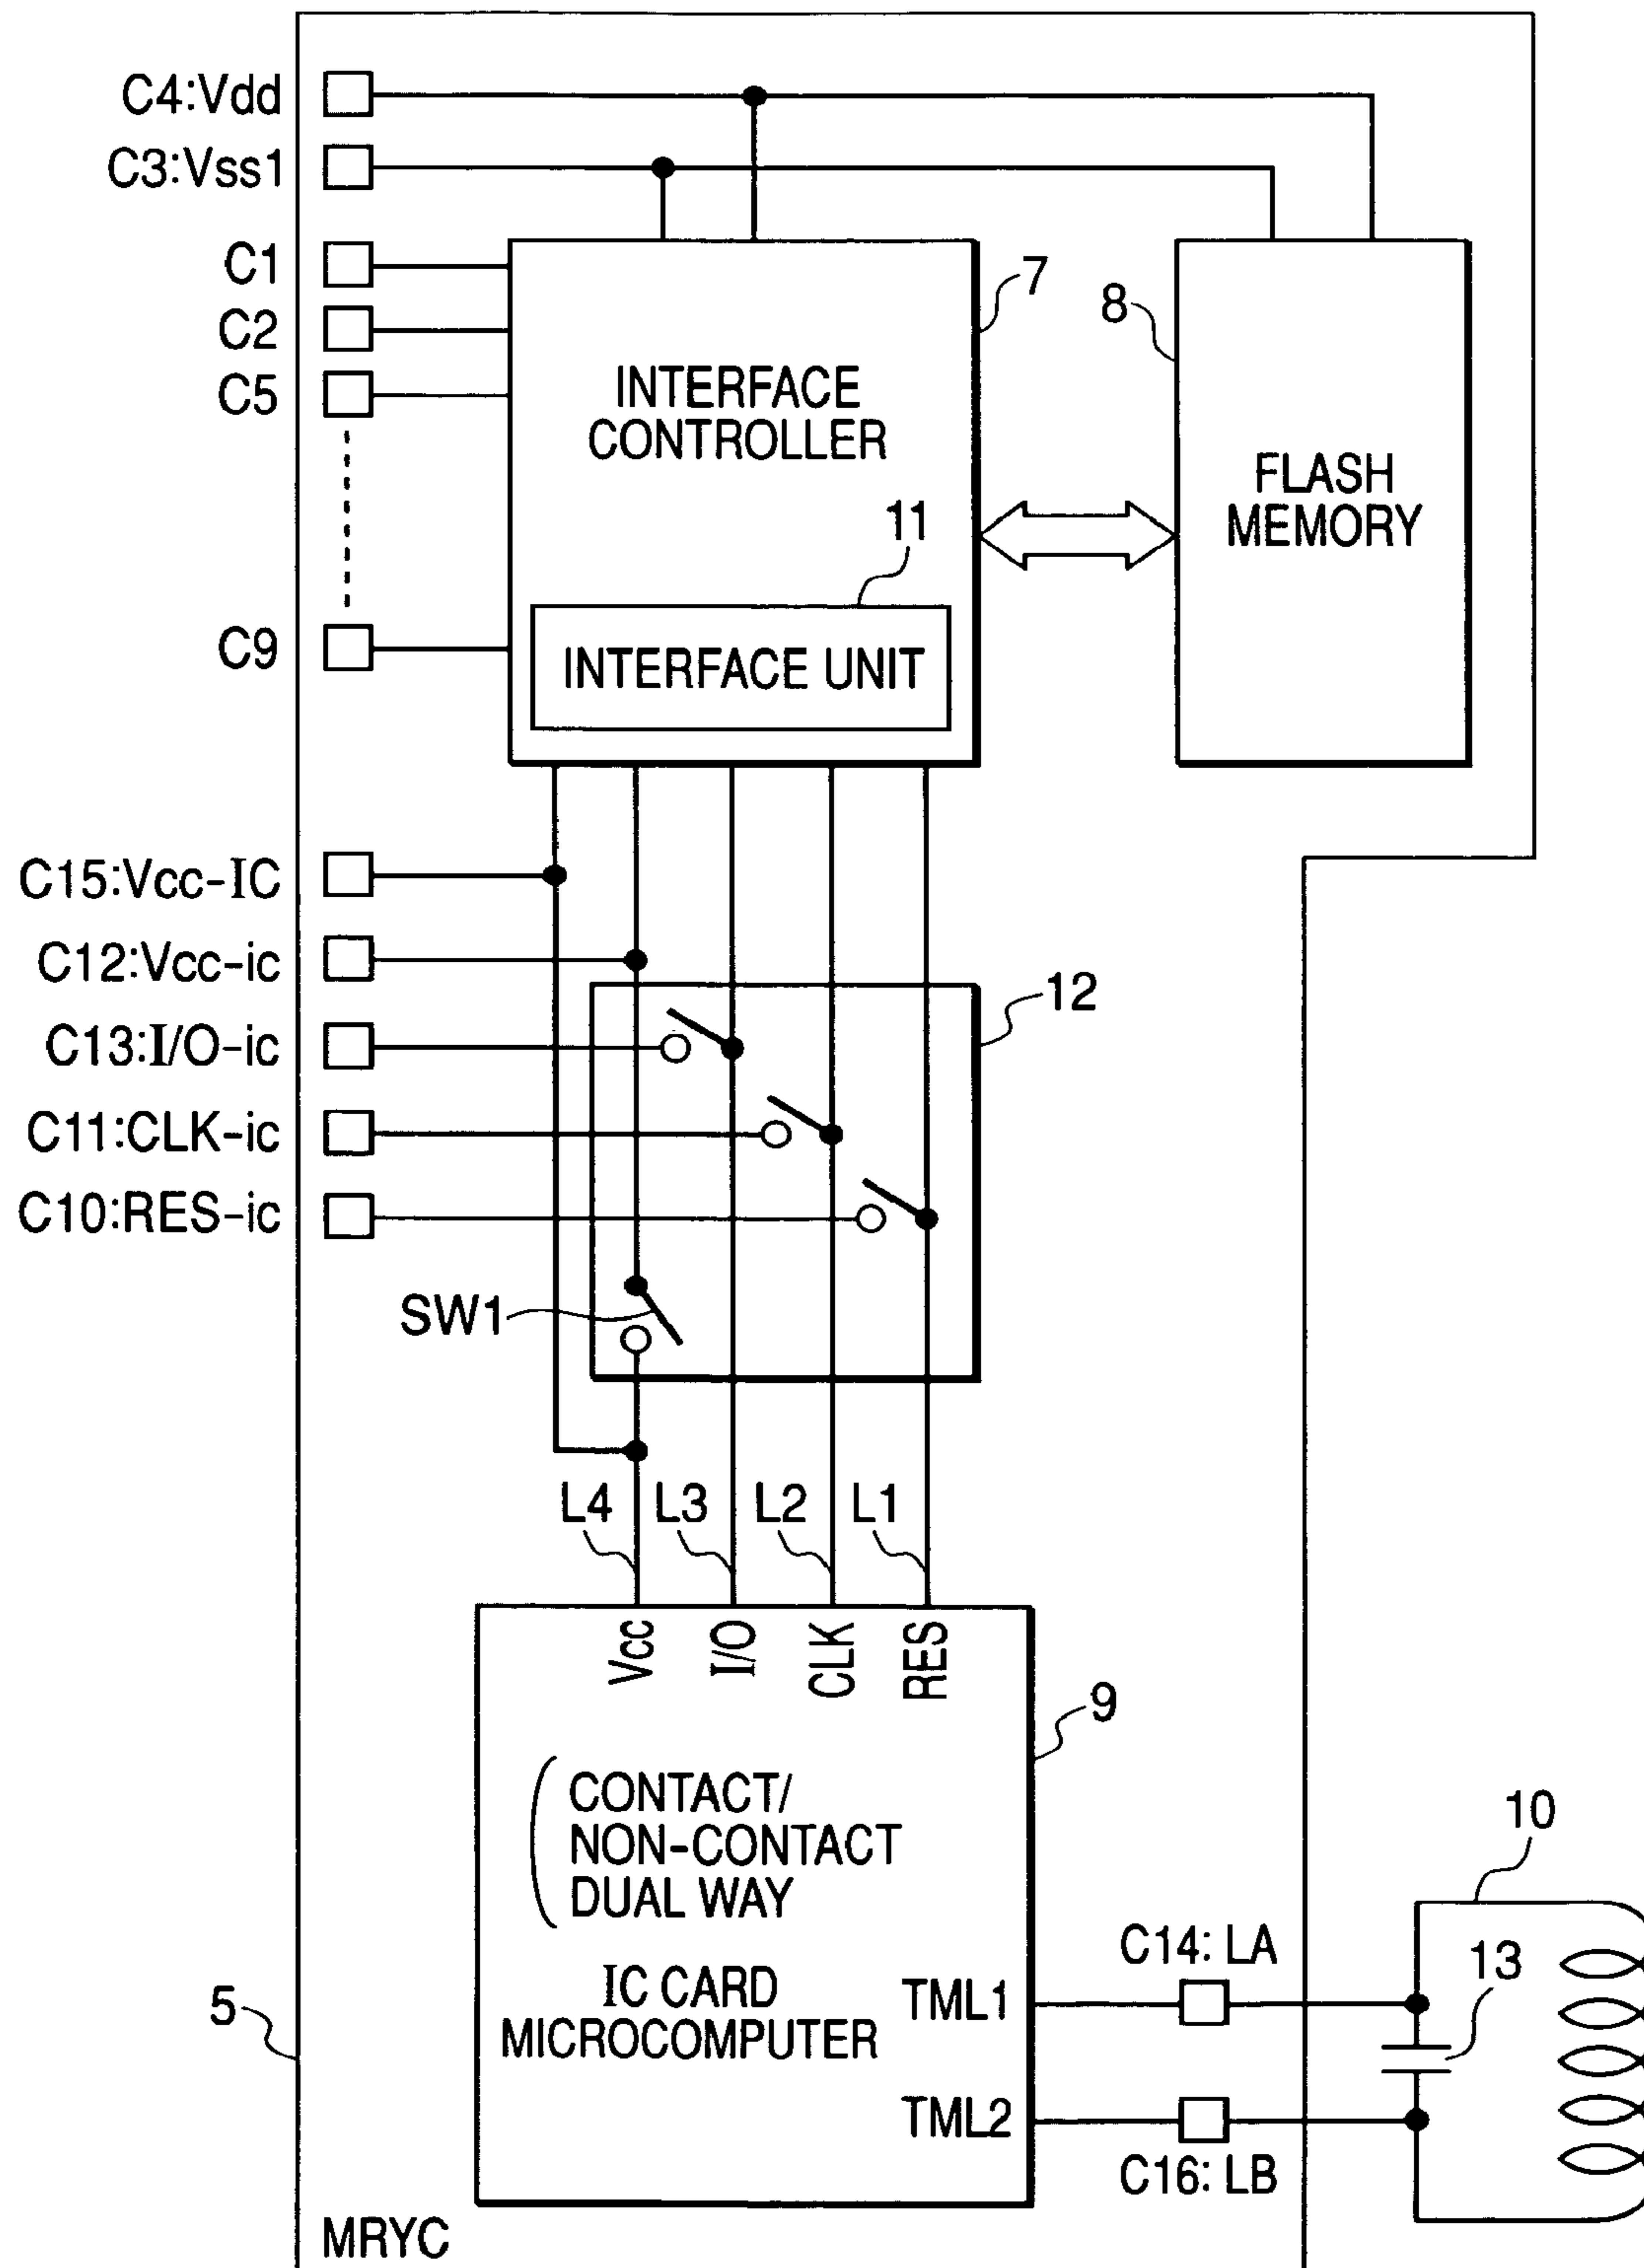 C4:Vdd
C3:Vss1
C1
C2
C5
C9
7
8
INTERFACE
CONTROLLER
FLASH
MEMORY
11
INTERFACE UNIT
C15:Vcc-IC
C12:Vcc-ic
C13:I/O-ic
C11:CLK-ic
C10:RES-ic
12
SW1
L4
L3
L2
L1
Vcc
I/O
CLK
RES
9
CONTACT/
NON-CONTACT
DUAL WAY
IC CARD
MICROCOMPUTER
TML1
TML2
C14: LA
C16: LB
10
13
5
MRYC